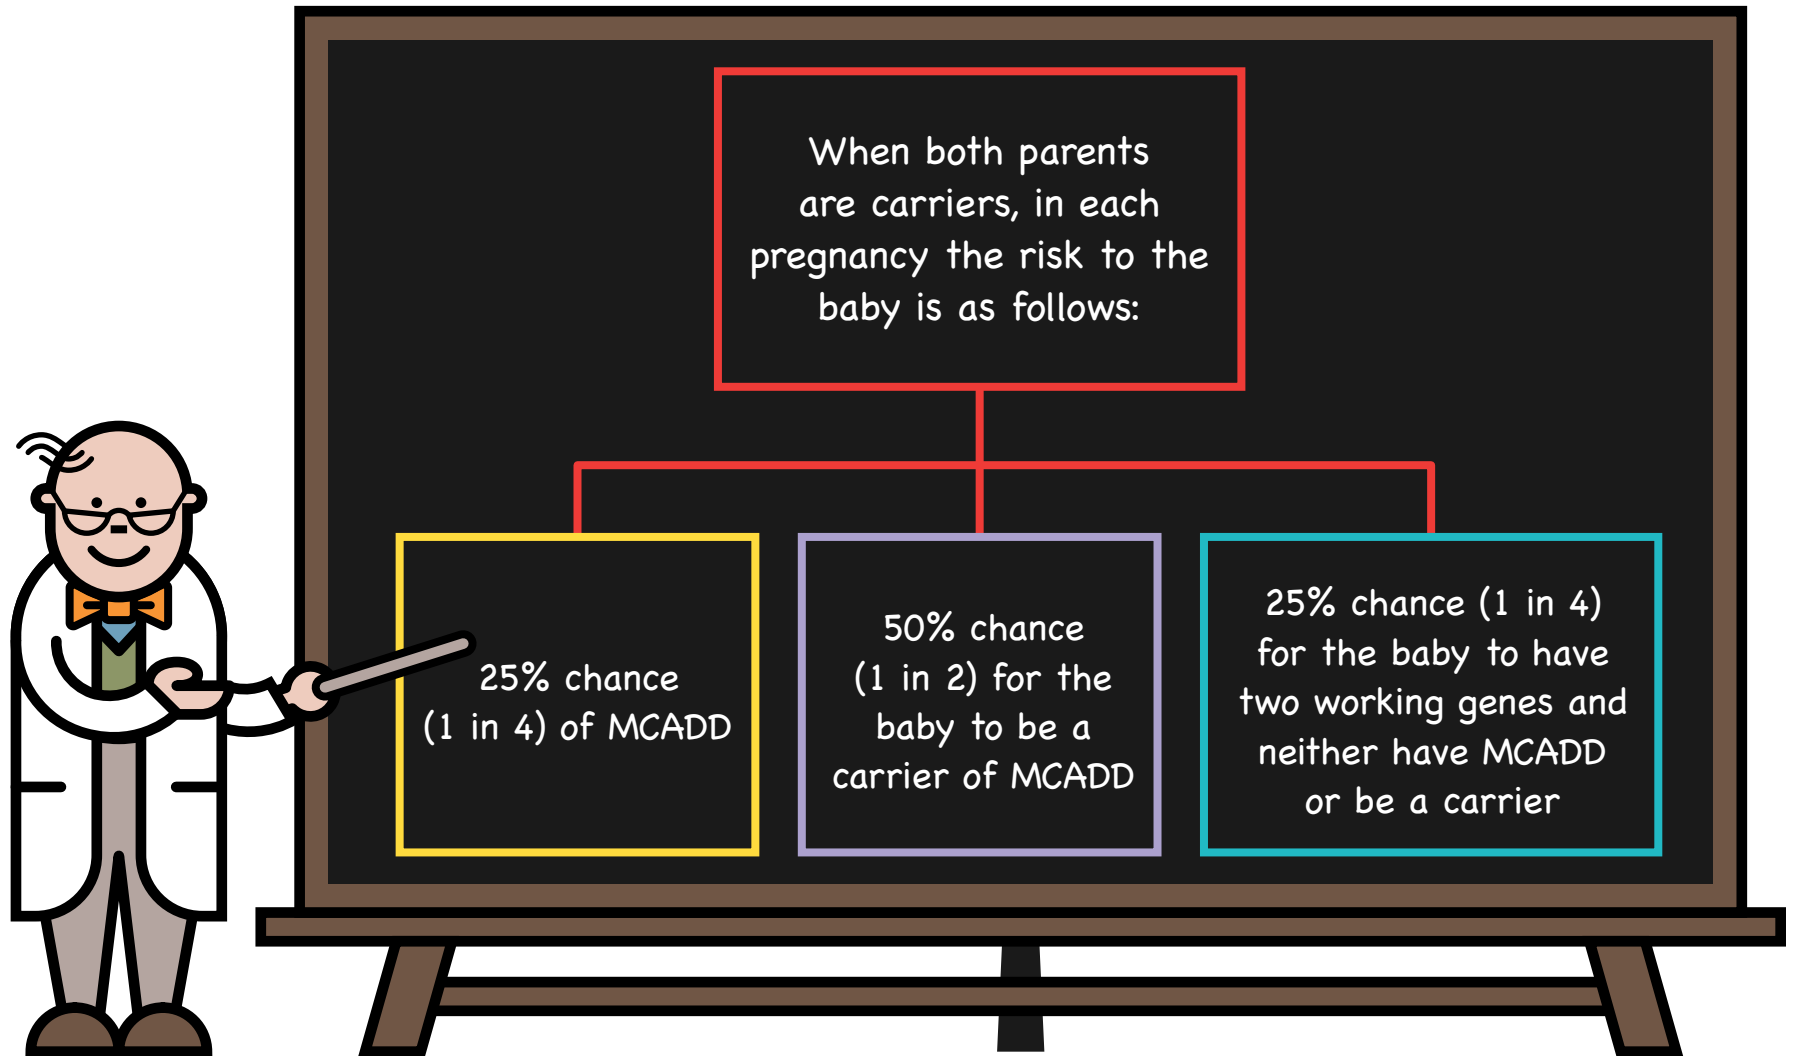 When both parents
are carriers, in each
pregnancy the risk to the
baby is as follows:
25% chance
(1 in 4) of MCADD
50% chance
(1 in 2) for the
baby to be a
carrier of MCADD
25% chance (1 in 4)
for the baby to have
two working genes and
neither have MCADD
or be a carrier